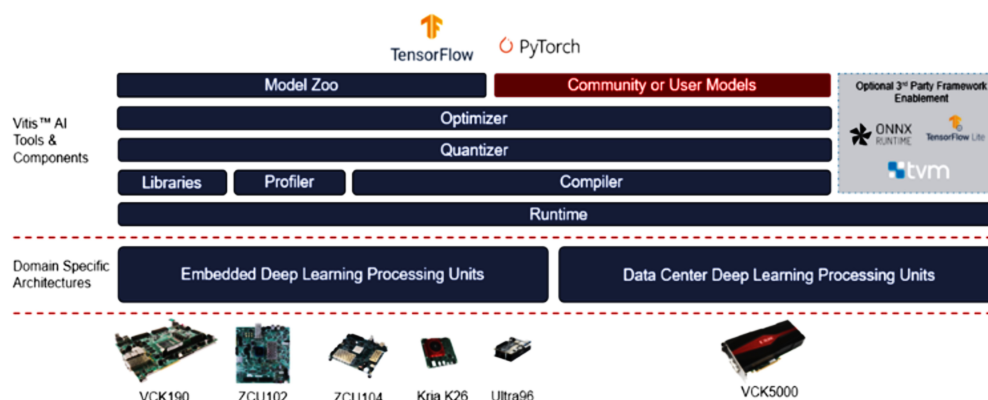 TensorFlow
PyTorch
Model Zoo
Community or User Models
Optional 3rd Party Framework
Enablement
Vitis™ AI
Tools &
Components
Optimizer
ONNX
RUNTIME
TensorFlow Lite
Quantizer
tvm
Libraries
Profiler
Compiler
Runtime
Domain Specific
Architectures
Embedded Deep Learning Processing Units
Data Center Deep Learning Processing Units
VCK190
ZCU102
ZCU104
Kria K26
Ultra96
VCK5000